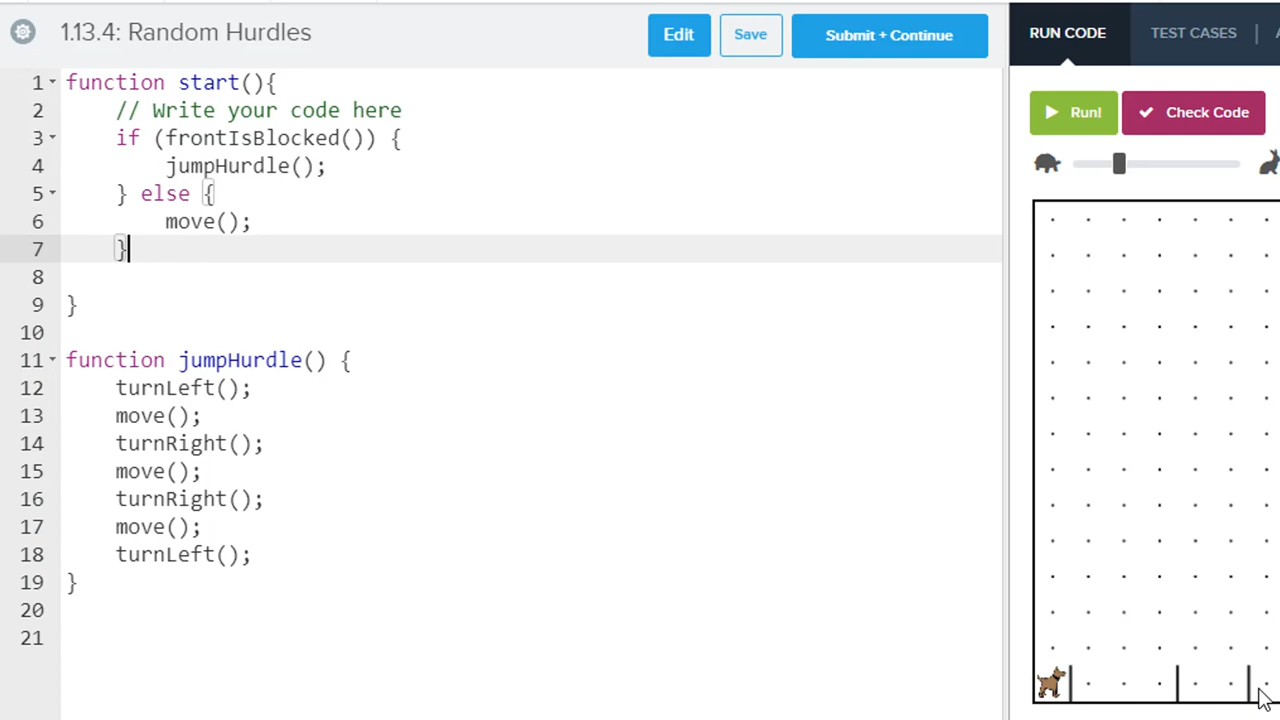 1.13.4: Random Hurdles
Edit
Save
Submit + Continue
RUN CODE
TEST CASES
Run!
Check Code
1 function start(){
2 // Write your code here
3 if (frontIsBlocked()) {
4 jumpHurdle();
5 } else {
6 move();
7 }
8
9 }
10
11 function jumpHurdle() {
12 turnLeft();
13 move();
14 turnRight();
15 move();
16 turnRight();
17 move();
18 turnLeft();
19 }
20
21